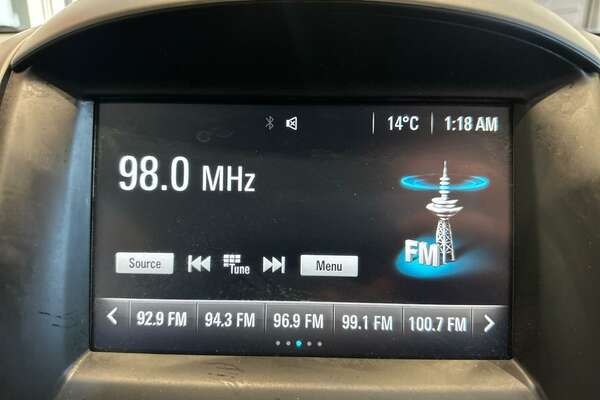 14°C 1:18 AM
98.0 MHz
FM
Source Tune Menu
92.9 FM 94.3 FM 96.9 FM 99.1 FM 100.7 FM